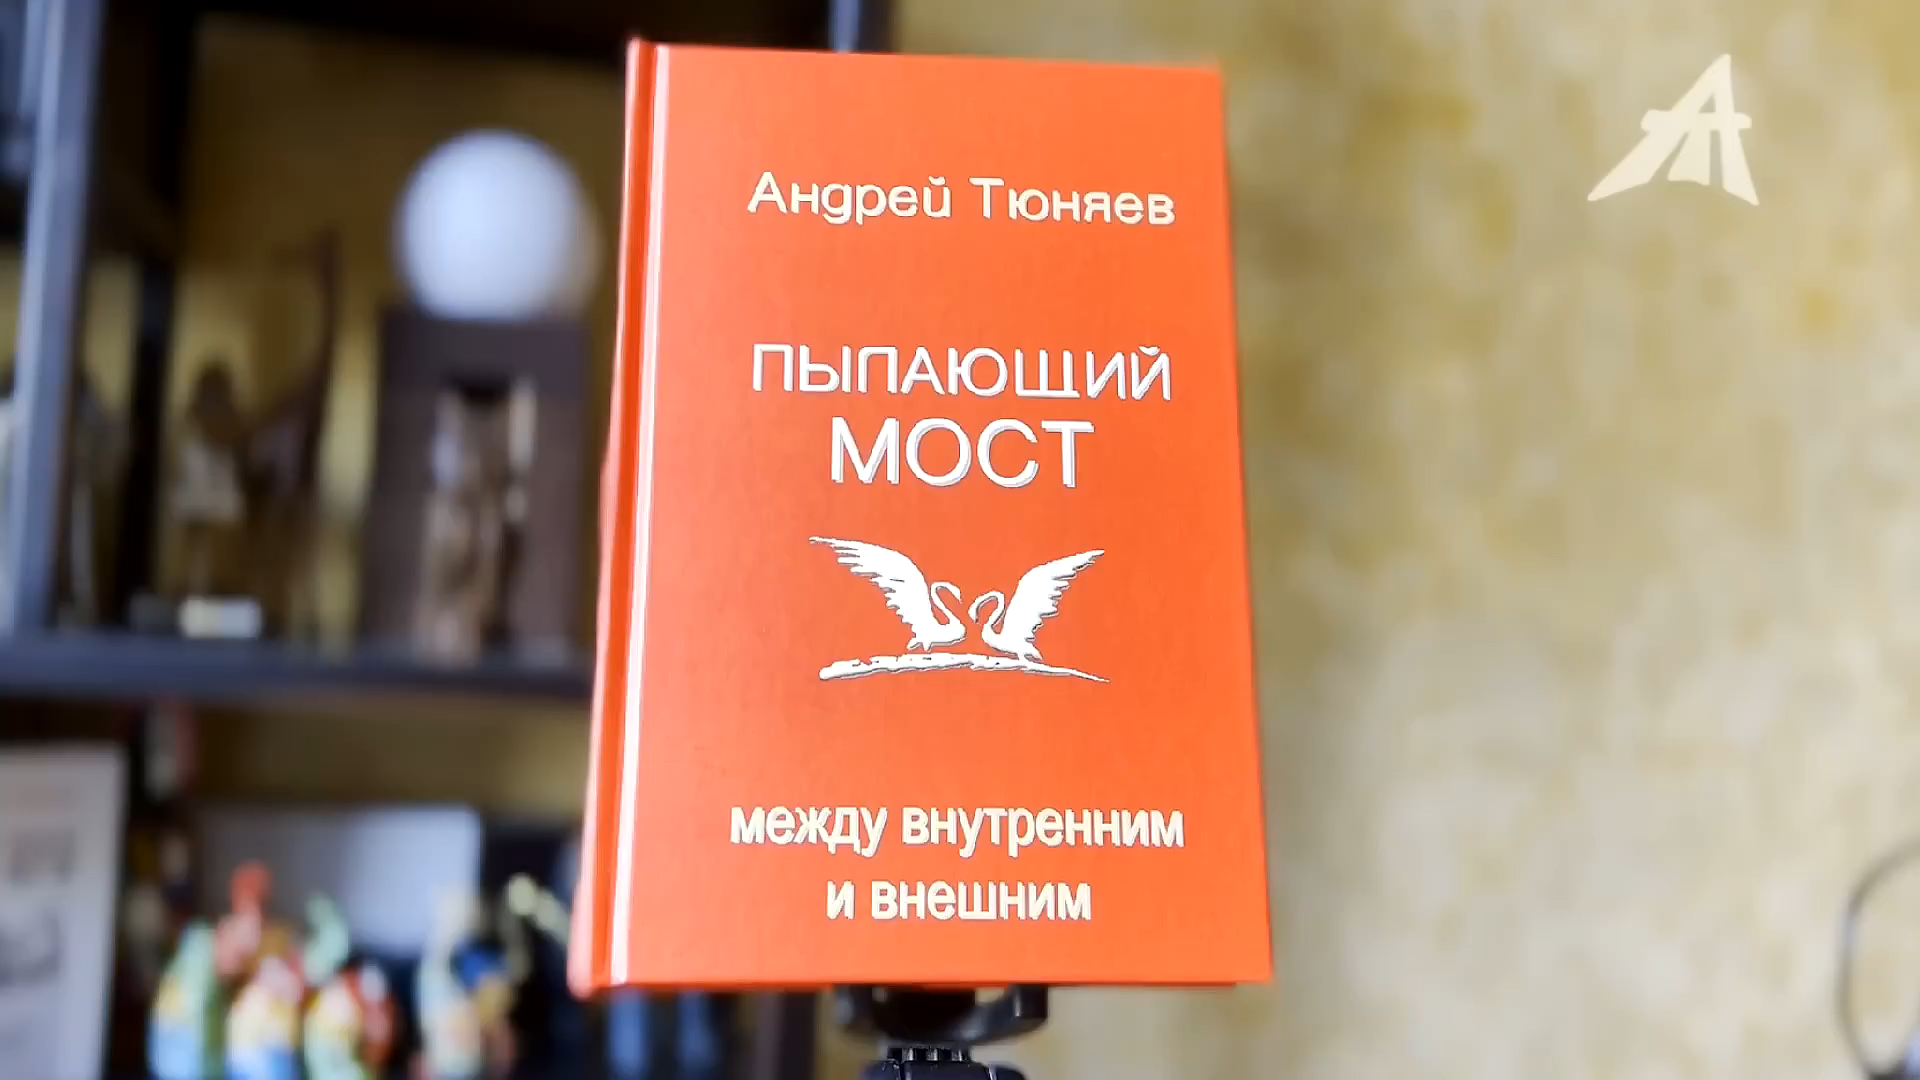 Андрей Тюняев
ПЫЛАЮЩИЙ
МОСТ
между внутренним
и внешним